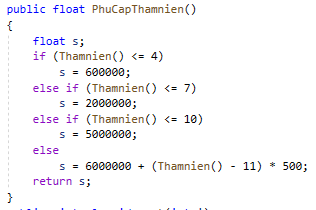 public float PhuCapThamnien()
{
float s;
if (Thamnien() <= 4)
s = 600000;
else if (Thamnien() <= 7)
s = 2000000;
else if (Thamnien() <= 10)
s = 5000000;
else
s = 6000000 + (Thamnien() - 11) * 500;
return s;
}